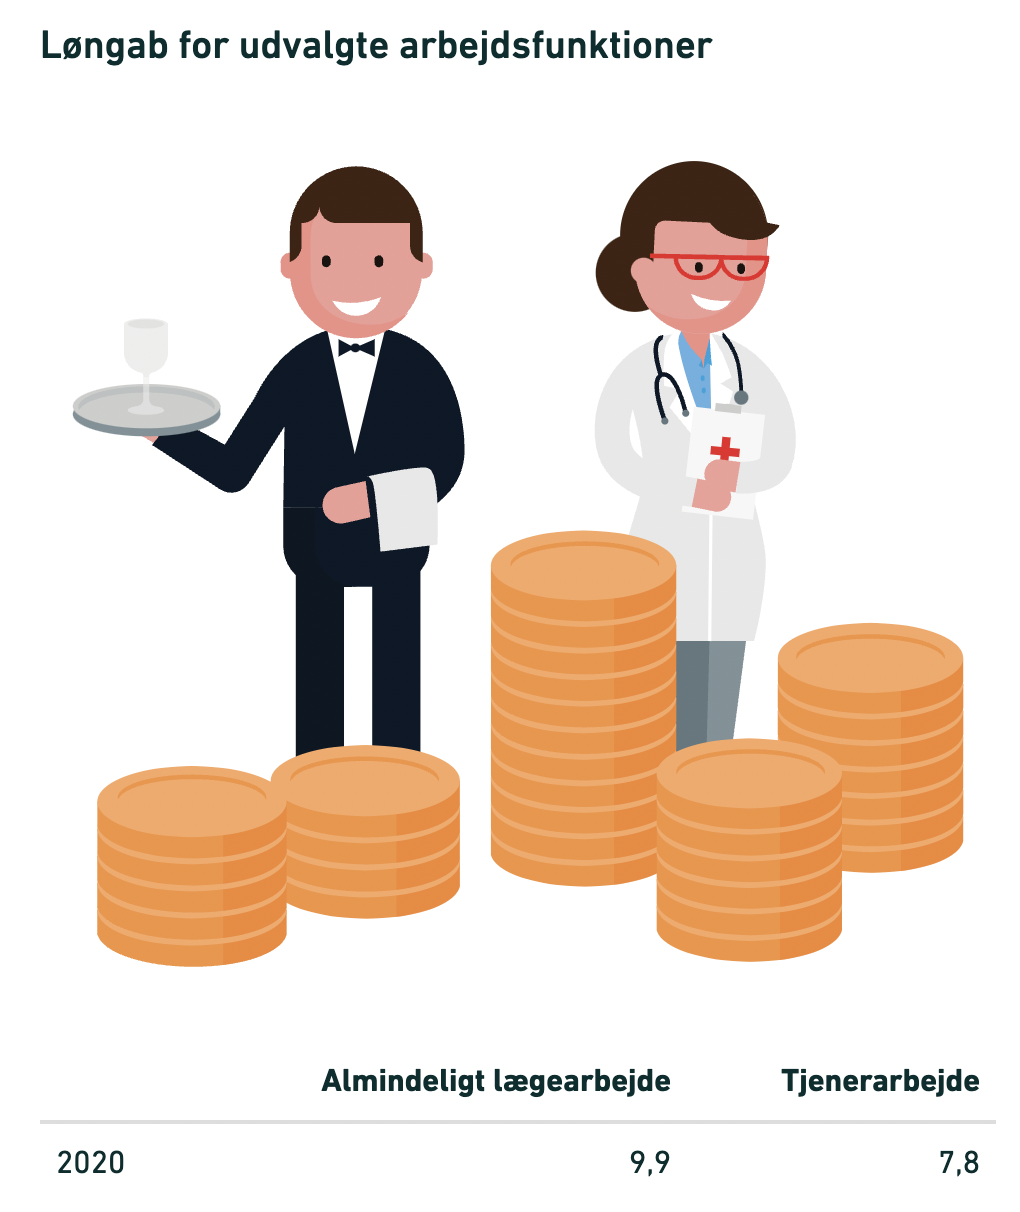 Løngab for udvalgte arbejdsfunktioner
Almindeligt lægearbejde Tjenerarbejde
2020 9,9 7,8